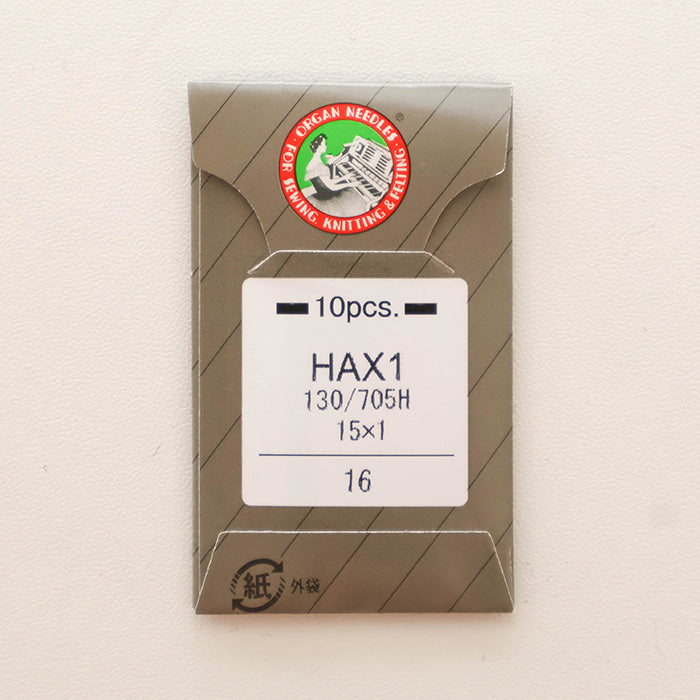 ORGAN NEEDLES
®
FOR SEWING, KNITTING & FELTING
10pcs.
HAX1
130/705H
15×1
16
紙 外袋